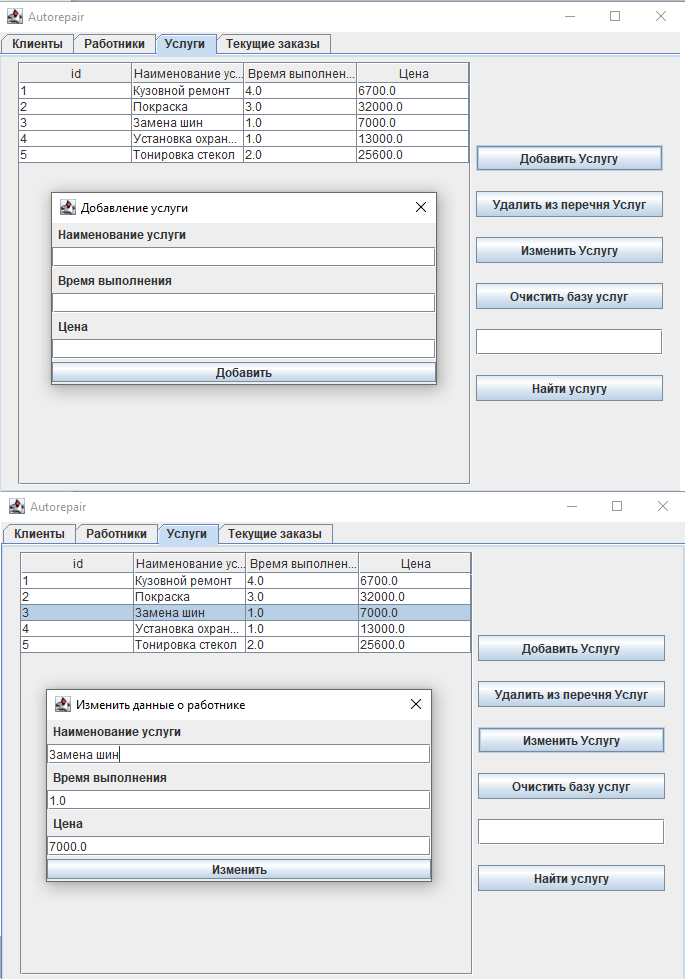 Autorepair
Клиенты Работники Услуги Текущие заказы
id Наименование ус... Время выполнен... Цена
1 Кузовной ремонт 4.0 6700.0
2 Покраска 3.0 32000.0
3 Замена шин 1.0 7000.0
4 Установка охран... 1.0 13000.0
5 Тонировка стекол 2.0 25600.0
Добавить Услугу
Удалить из перечня Услуг
Изменить Услугу
Очистить базу услуг
Найти услугу
Добавление услуги
Наименование услуги
Время выполнения
Цена
Добавить
Autorepair
Клиенты Работники Услуги Текущие заказы
id Наименование ус... Время выполнен... Цена
1 Кузовной ремонт 4.0 6700.0
2 Покраска 3.0 32000.0
3 Замена шин 1.0 7000.0
4 Установка охран... 1.0 13000.0
5 Тонировка стекол 2.0 25600.0
Добавить Услугу
Удалить из перечня Услуг
Изменить Услугу
Очистить базу услуг
Найти услугу
Изменить данные о работнике
Наименование услуги
Замена шин
Время выполнения
1.0
Цена
7000.0
Изменить